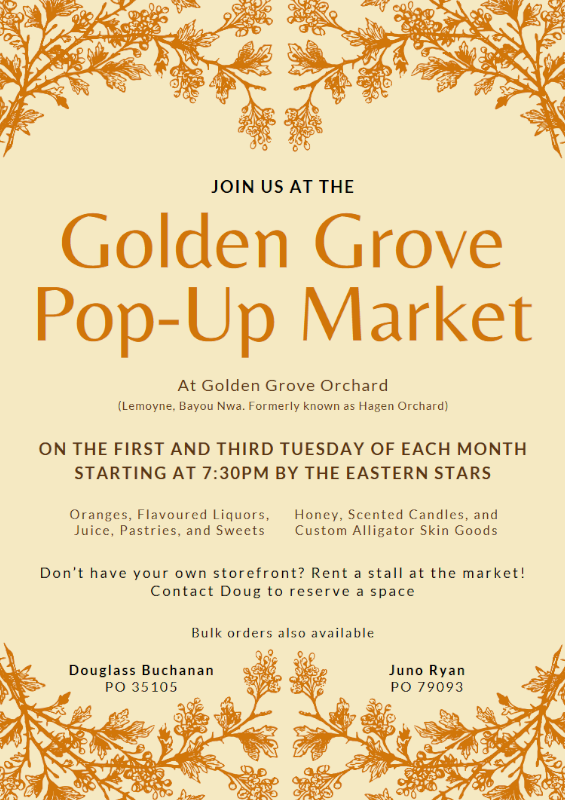 JOIN US AT THE
Golden Grove
Pop-Up Market
At Golden Grove Orchard
(Lemoyne, Bayou Nwa. Formerly known as Hagen Orchard)
ON THE FIRST AND THIRD TUESDAY OF EACH MONTH
STARTING AT 7:30PM BY THE EASTERN STARS
Oranges, Flavoured Liquors,
Juice, Pastries, and Sweets
Honey, Scented Candles, and
Custom Alligator Skin Goods
Don't have your own storefront? Rent a stall at the market!
Contact Doug to reserve a space
Bulk orders also available
Douglass Buchanan
PO 35105
Juno Ryan
PO 79093